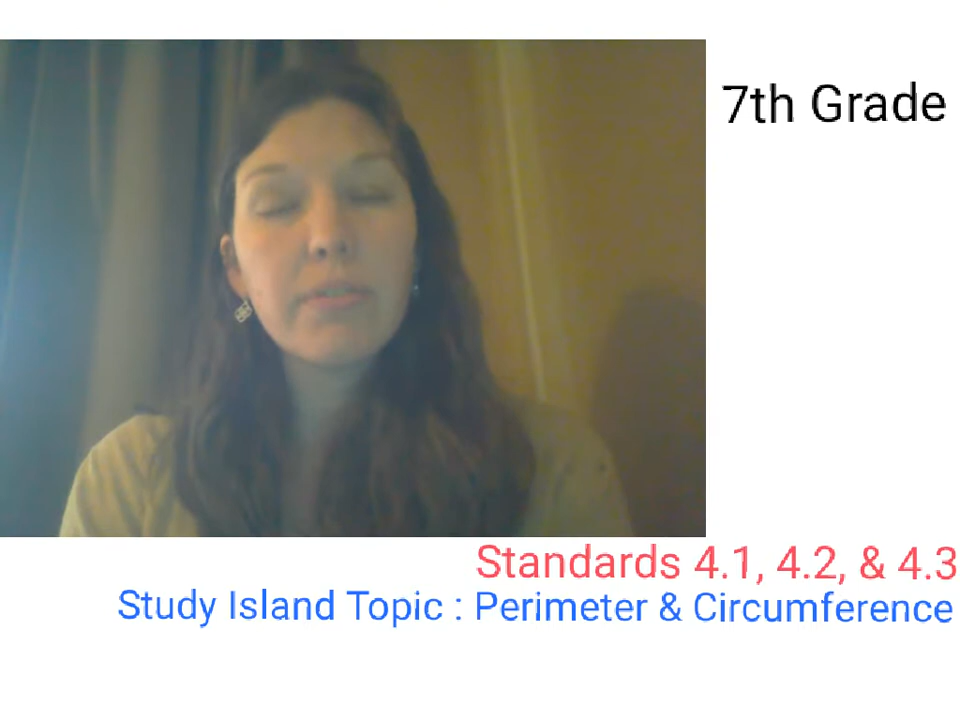 7th Grade
Standards 4.1, 4.2, & 4.3
Study Island Topic : Perimeter & Circumference